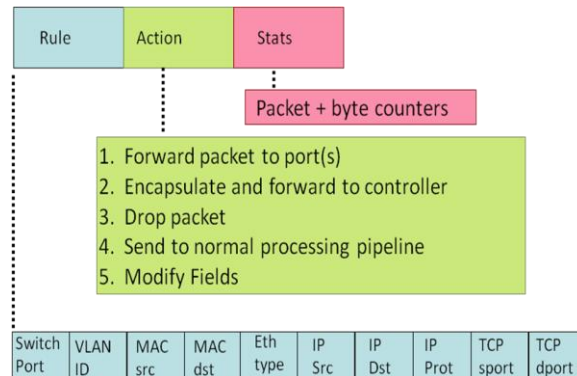 Rule Action Stats
Packet + byte counters
1. Forward packet to port(s)
2. Encapsulate and forward to controller
3. Drop packet
4. Send to normal processing pipeline
5. Modify Fields
Switch Port
VLAN ID
MAC src
MAC dst
Eth type
IP Src
IP Dst
IP Prot
TCP sport
TCP dport